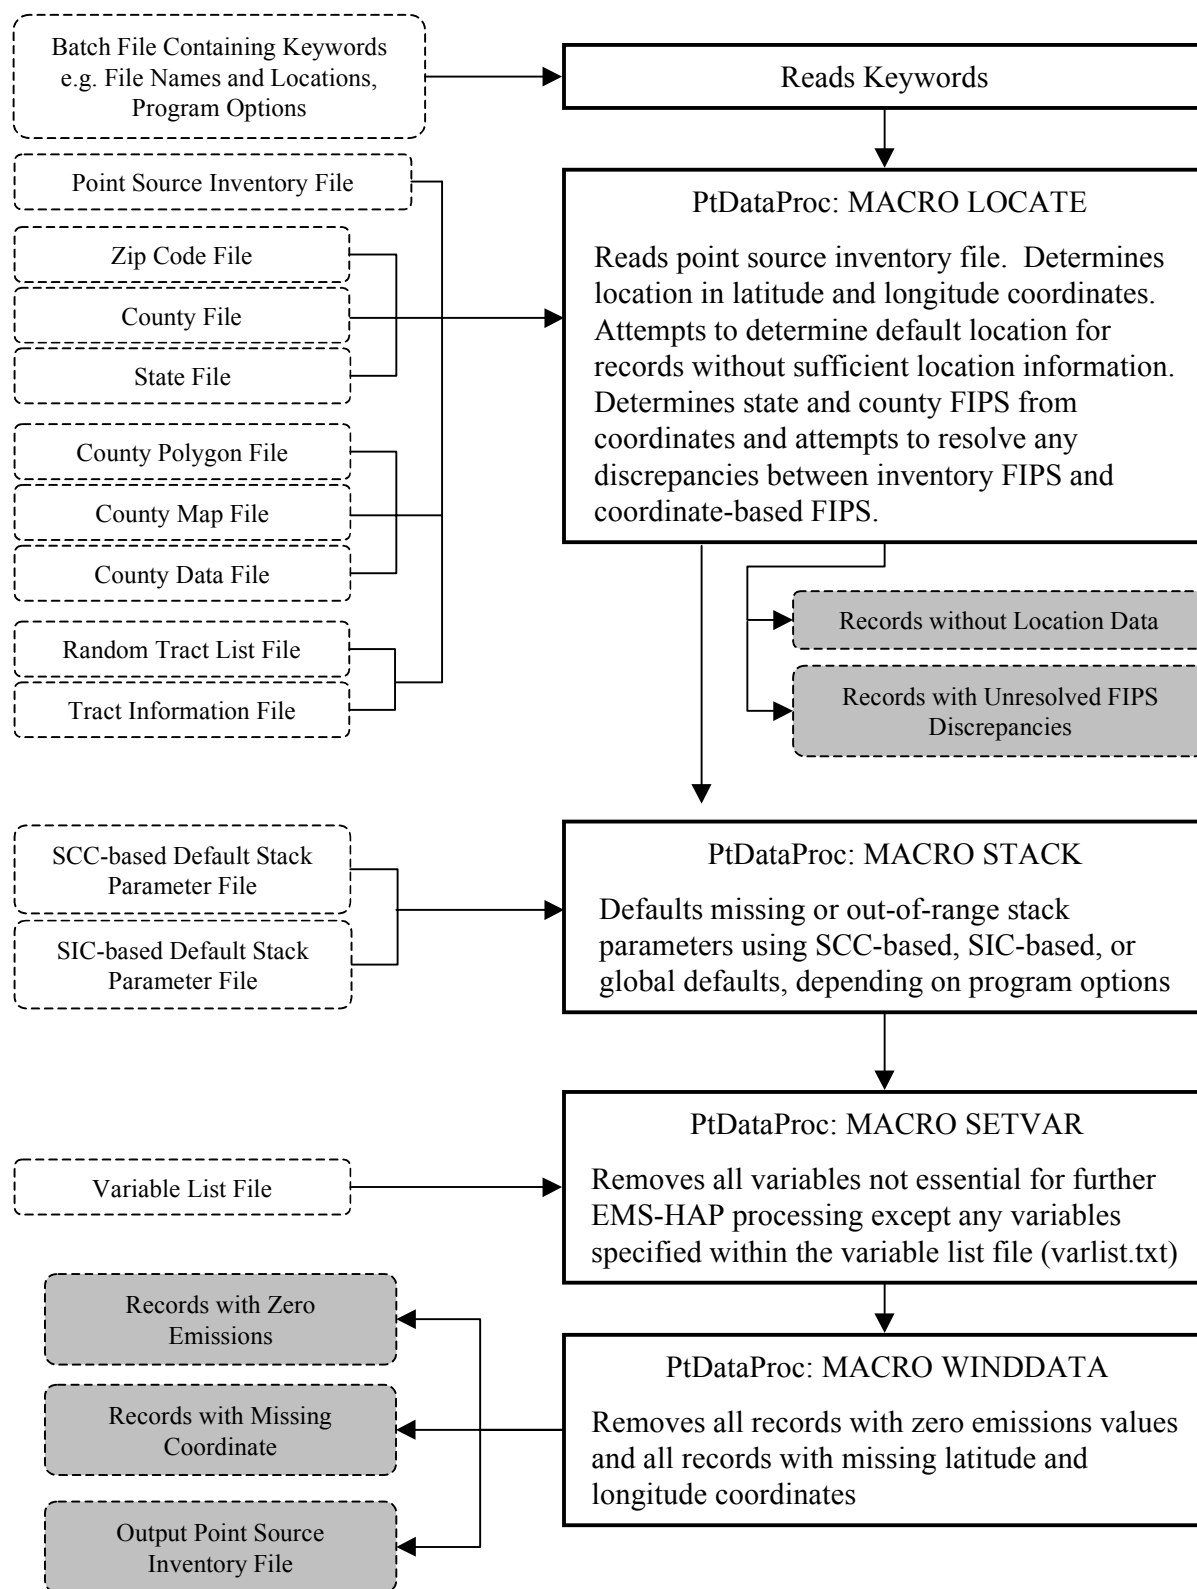 Batch File Containing Keywords
e.g. File Names and Locations,
Program Options
Reads Keywords
Point Source Inventory File
Zip Code File
County File
State File
County Polygon File
County Map File
County Data File
Random Tract List File
Tract Information File
PtDataProc: MACRO LOCATE
Reads point source inventory file.  Determines
location in latitude and longitude coordinates.
Attempts to determine default location for
records without sufficient location information.
Determines state and county FIPS from
coordinates and attempts to resolve any
discrepancies between inventory FIPS and
coordinate-based FIPS.
Records without Location Data
Records with Unresolved FIPS
Discrepancies
SCC-based Default Stack
Parameter File
SIC-based Default Stack
Parameter File
PtDataProc: MACRO STACK
Defaults missing or out-of-range stack
parameters using SCC-based, SIC-based, or
global defaults, depending on program options
Variable List File
PtDataProc: MACRO SETVAR
Removes all variables not essential for further
EMS-HAP processing except any variables
specified within the variable list file (varlist.txt)
Records with Zero
Emissions
Records with Missing
Coordinate
Output Point Source
Inventory File
PtDataProc: MACRO WINDDATA
Removes all records with zero emissions values
and all records with missing latitude and
longitude coordinates